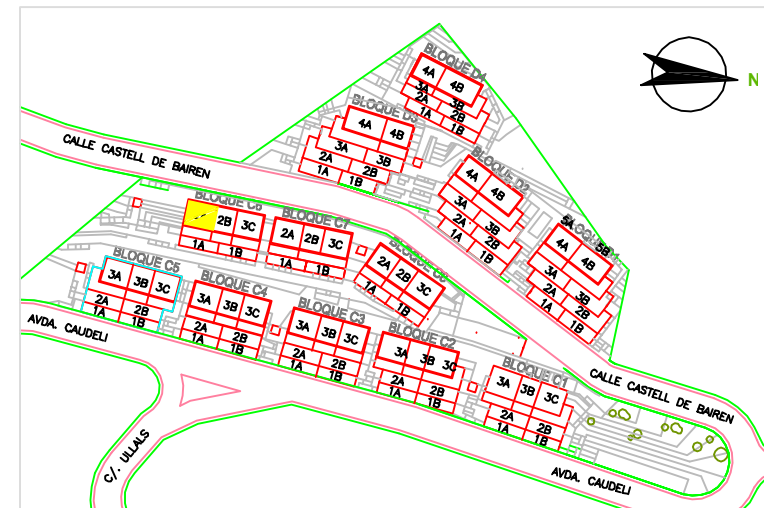 N
BLOQUE D4
4A 4B
3A 3B
2A 2B
1A 1B
BLOQUE D3
4A 4B
3A 3B
2A 2B
1A 1B
CALLE CASTELL DE BAIREN
BLOQUE D2
4A 4B
3A 3B
2A 2B
1A 1B
5A 5B
4A 4B
3A 3B
2A 2B
1A 1B
BLOQUE C6
2B 3C
1A 1B
BLOQUE C7
2A 2B 3C
1A 1B
2A 2B 3C
1A 1B
BLOQUE C5
3A 3B 3C
2A 2B
1A 1B
BLOQUE C4
3A 3B 3C
2A 2B
1A 1B
BLOQUE C3
3A 3B 3C
2A 2B
1A 1B
BLOQUE C2
3A 3B 3C
2A 2B
1A 1B
BLOQUE C1
3A 3B 3C
2A 2B
1A 1B
AVDA. CAUDELI
CALLE CASTELL DE BAIREN
C/. ULLALS
AVDA. CAUDELI